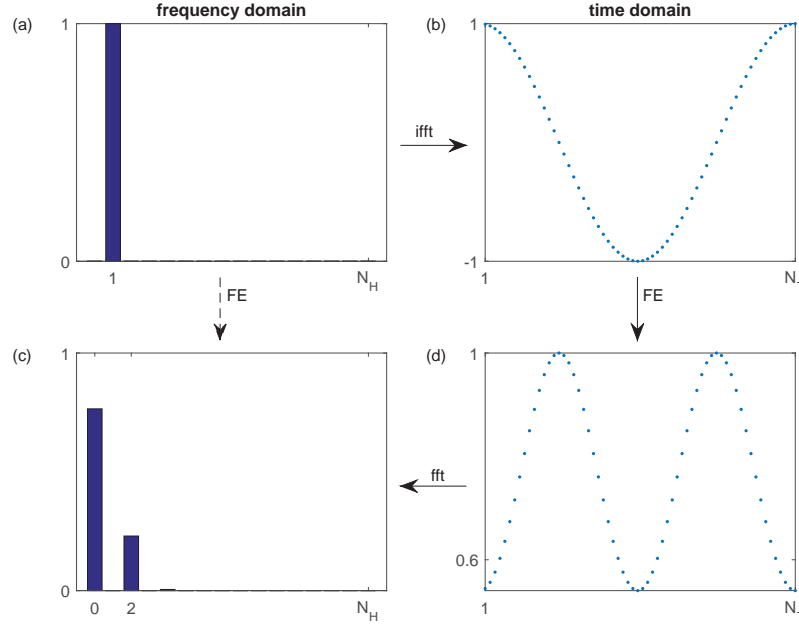 frequency domain
time domain
(a)
1
0
1
N_H
ifft
(b)
1
-1
1
N.
FE
FE
(c)
1
0
0
2
N_H
fft
(d)
1
0.6
1
N.